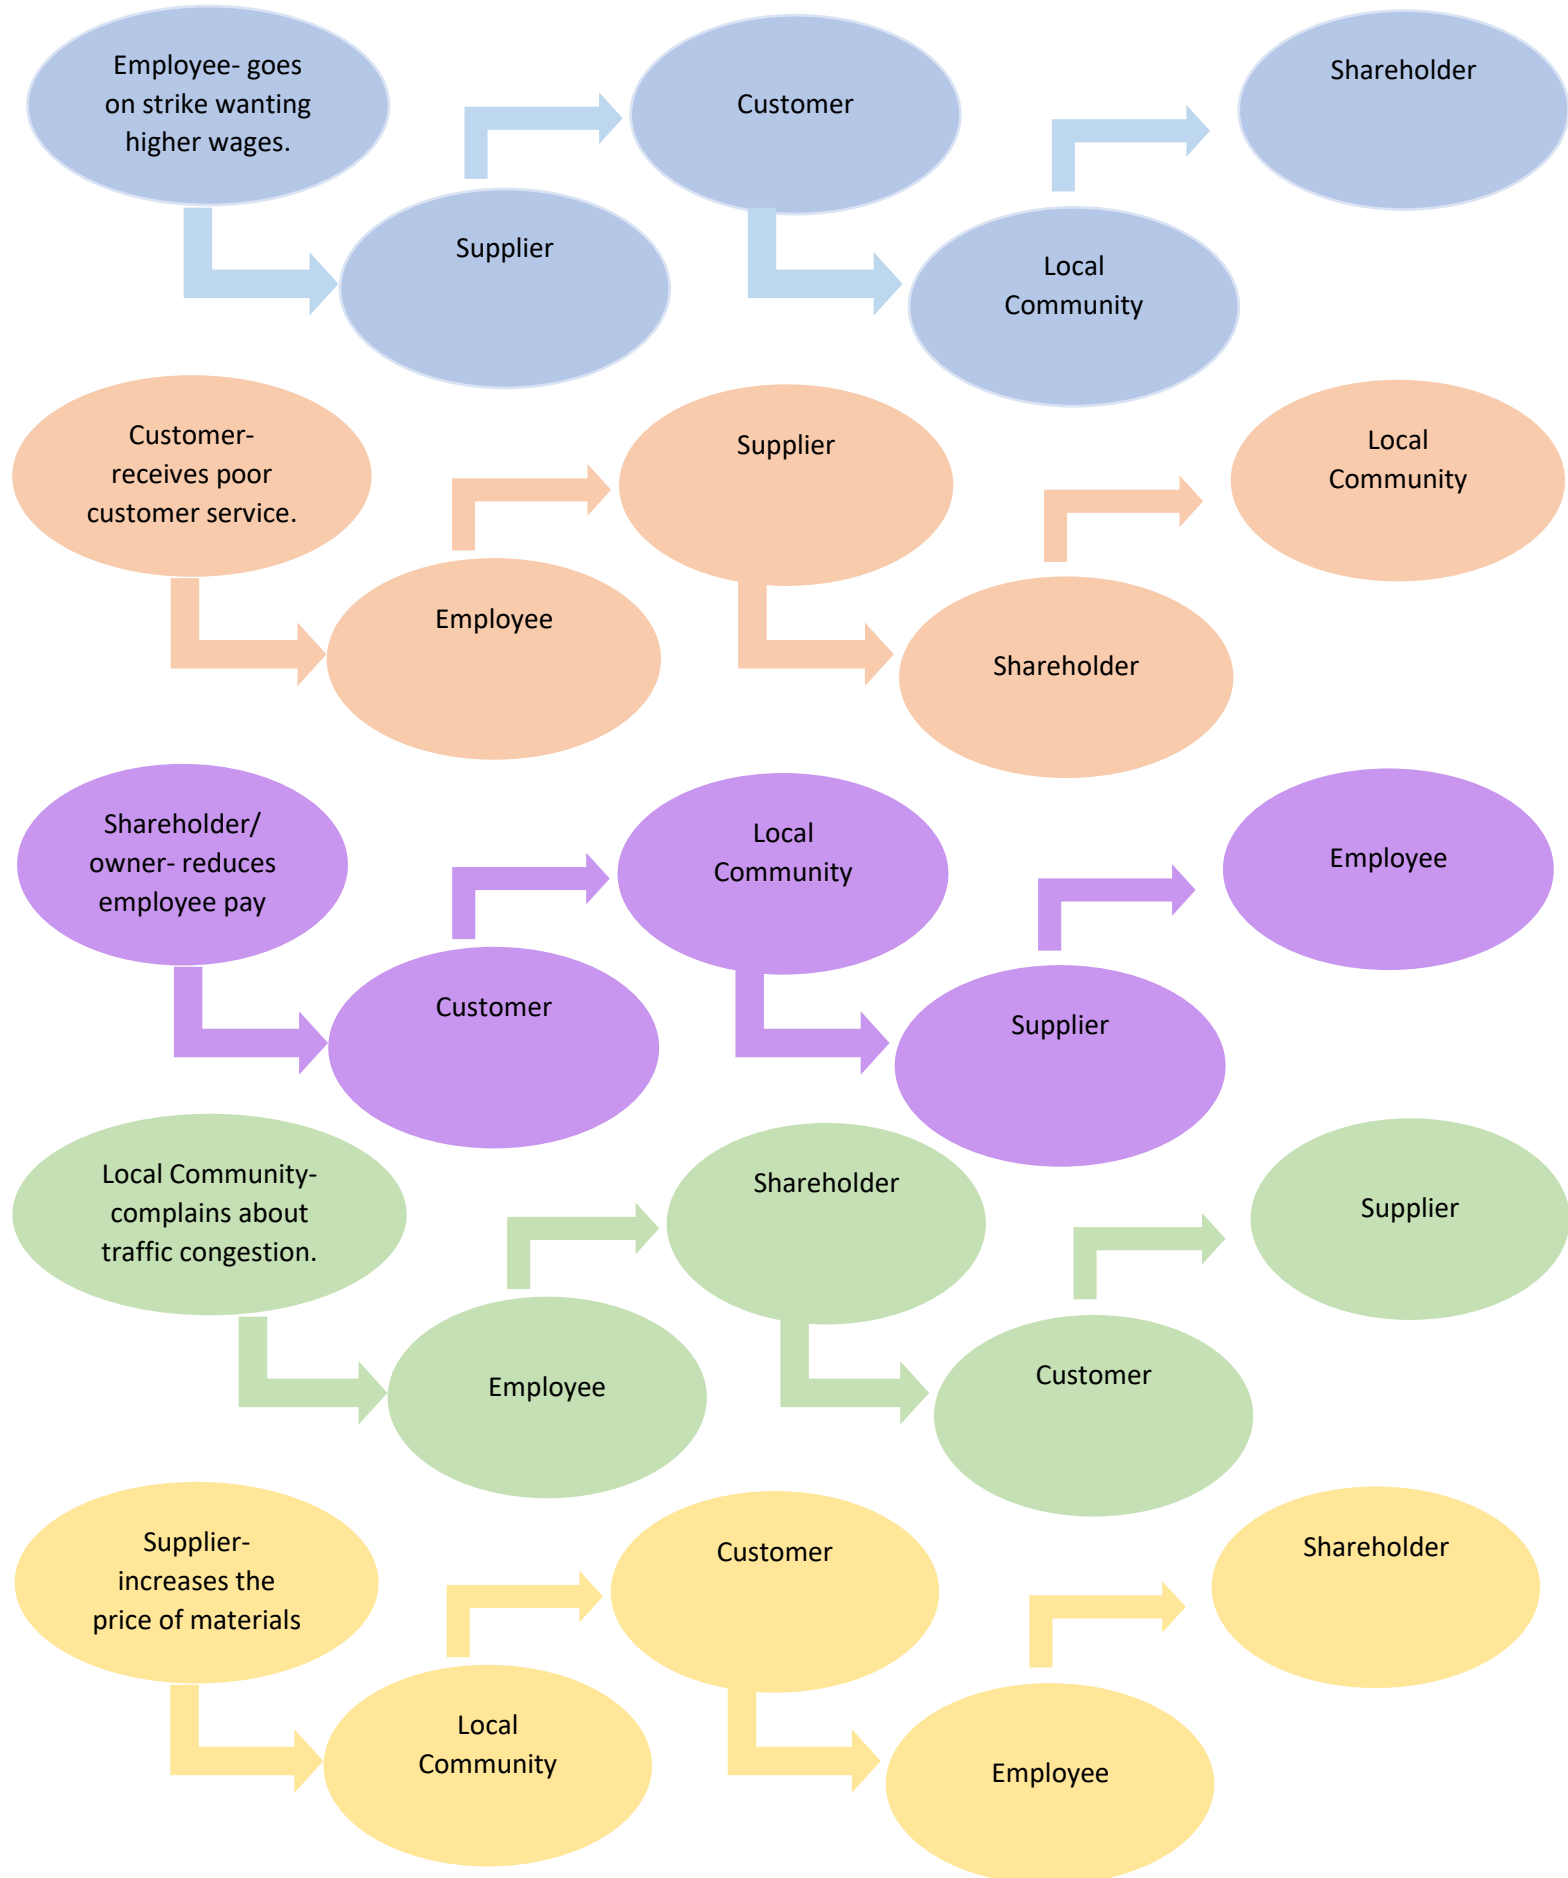 Employee- goes
on strike wanting
higher wages.
Supplier
Customer
Local
Community
Shareholder
Customer-
receives poor
customer service.
Employee
Supplier
Shareholder
Local
Community
Shareholder/
owner- reduces
employee pay
Customer
Local
Community
Supplier
Employee
Local Community-
complains about
traffic congestion.
Employee
Shareholder
Customer
Supplier
Supplier-
increases the
price of materials
Local
Community
Customer
Employee
Shareholder